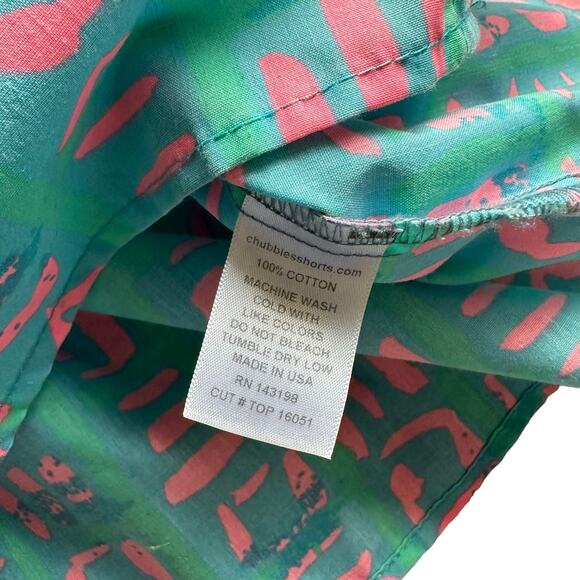 chubbiesshorts.com
100% COTTON
MACHINE WASH
COLD WITH
LIKE COLORS
DO NOT BLEACH
TUMBLE DRY LOW
MADE IN USA
RN 143198
CUT # TOP 16051